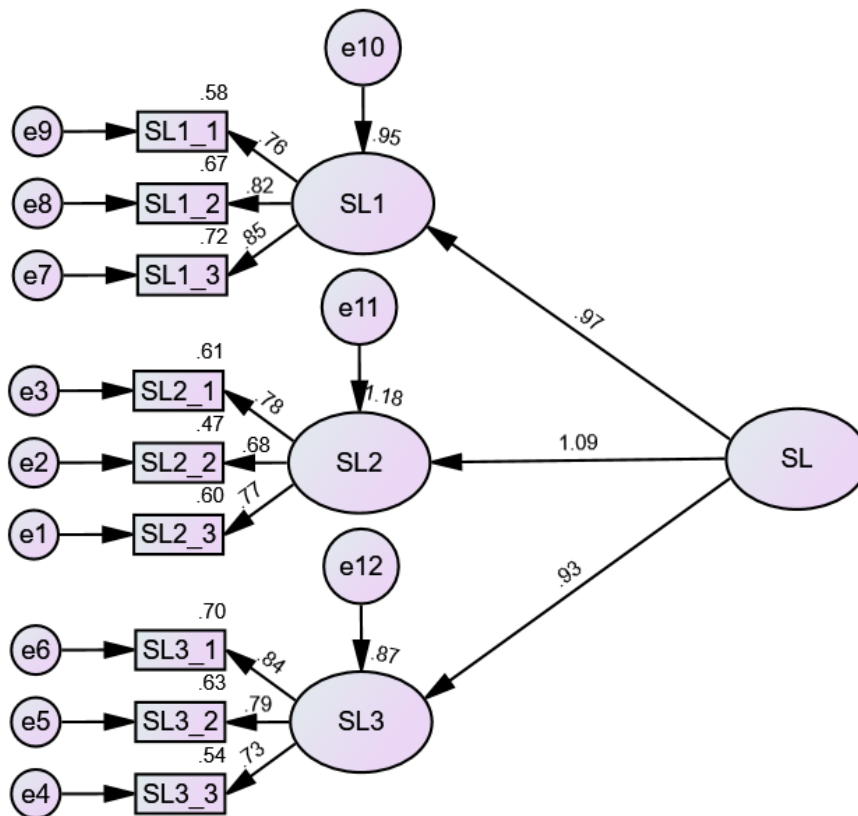 e10
.58
e9
SL1_1
.76
.95
.67
e8
SL1_2
.82
SL1
.72
e7
SL1_3
.85
e11
.97
.61
e3
SL2_1
.78
1.18
.47
e2
SL2_2
.68
SL2
1.09
SL
.60
e1
SL2_3
.77
e12
.93
.70
e6
SL3_1
.84
.87
.63
e5
SL3_2
.79
SL3
.54
e4
SL3_3
.73